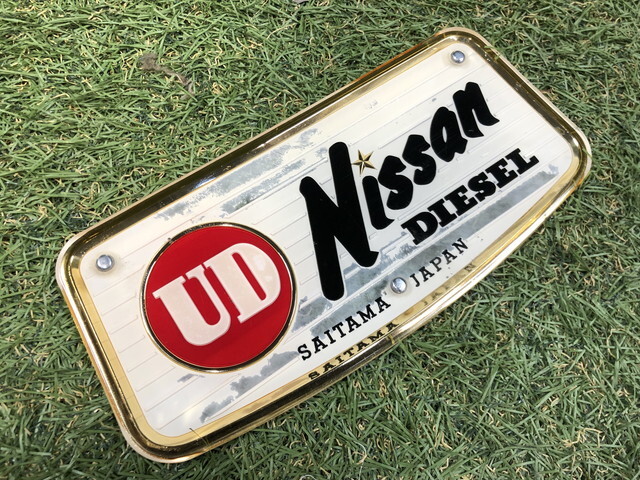 UD
Nissan
DIESEL
SAITAMA JAPAN